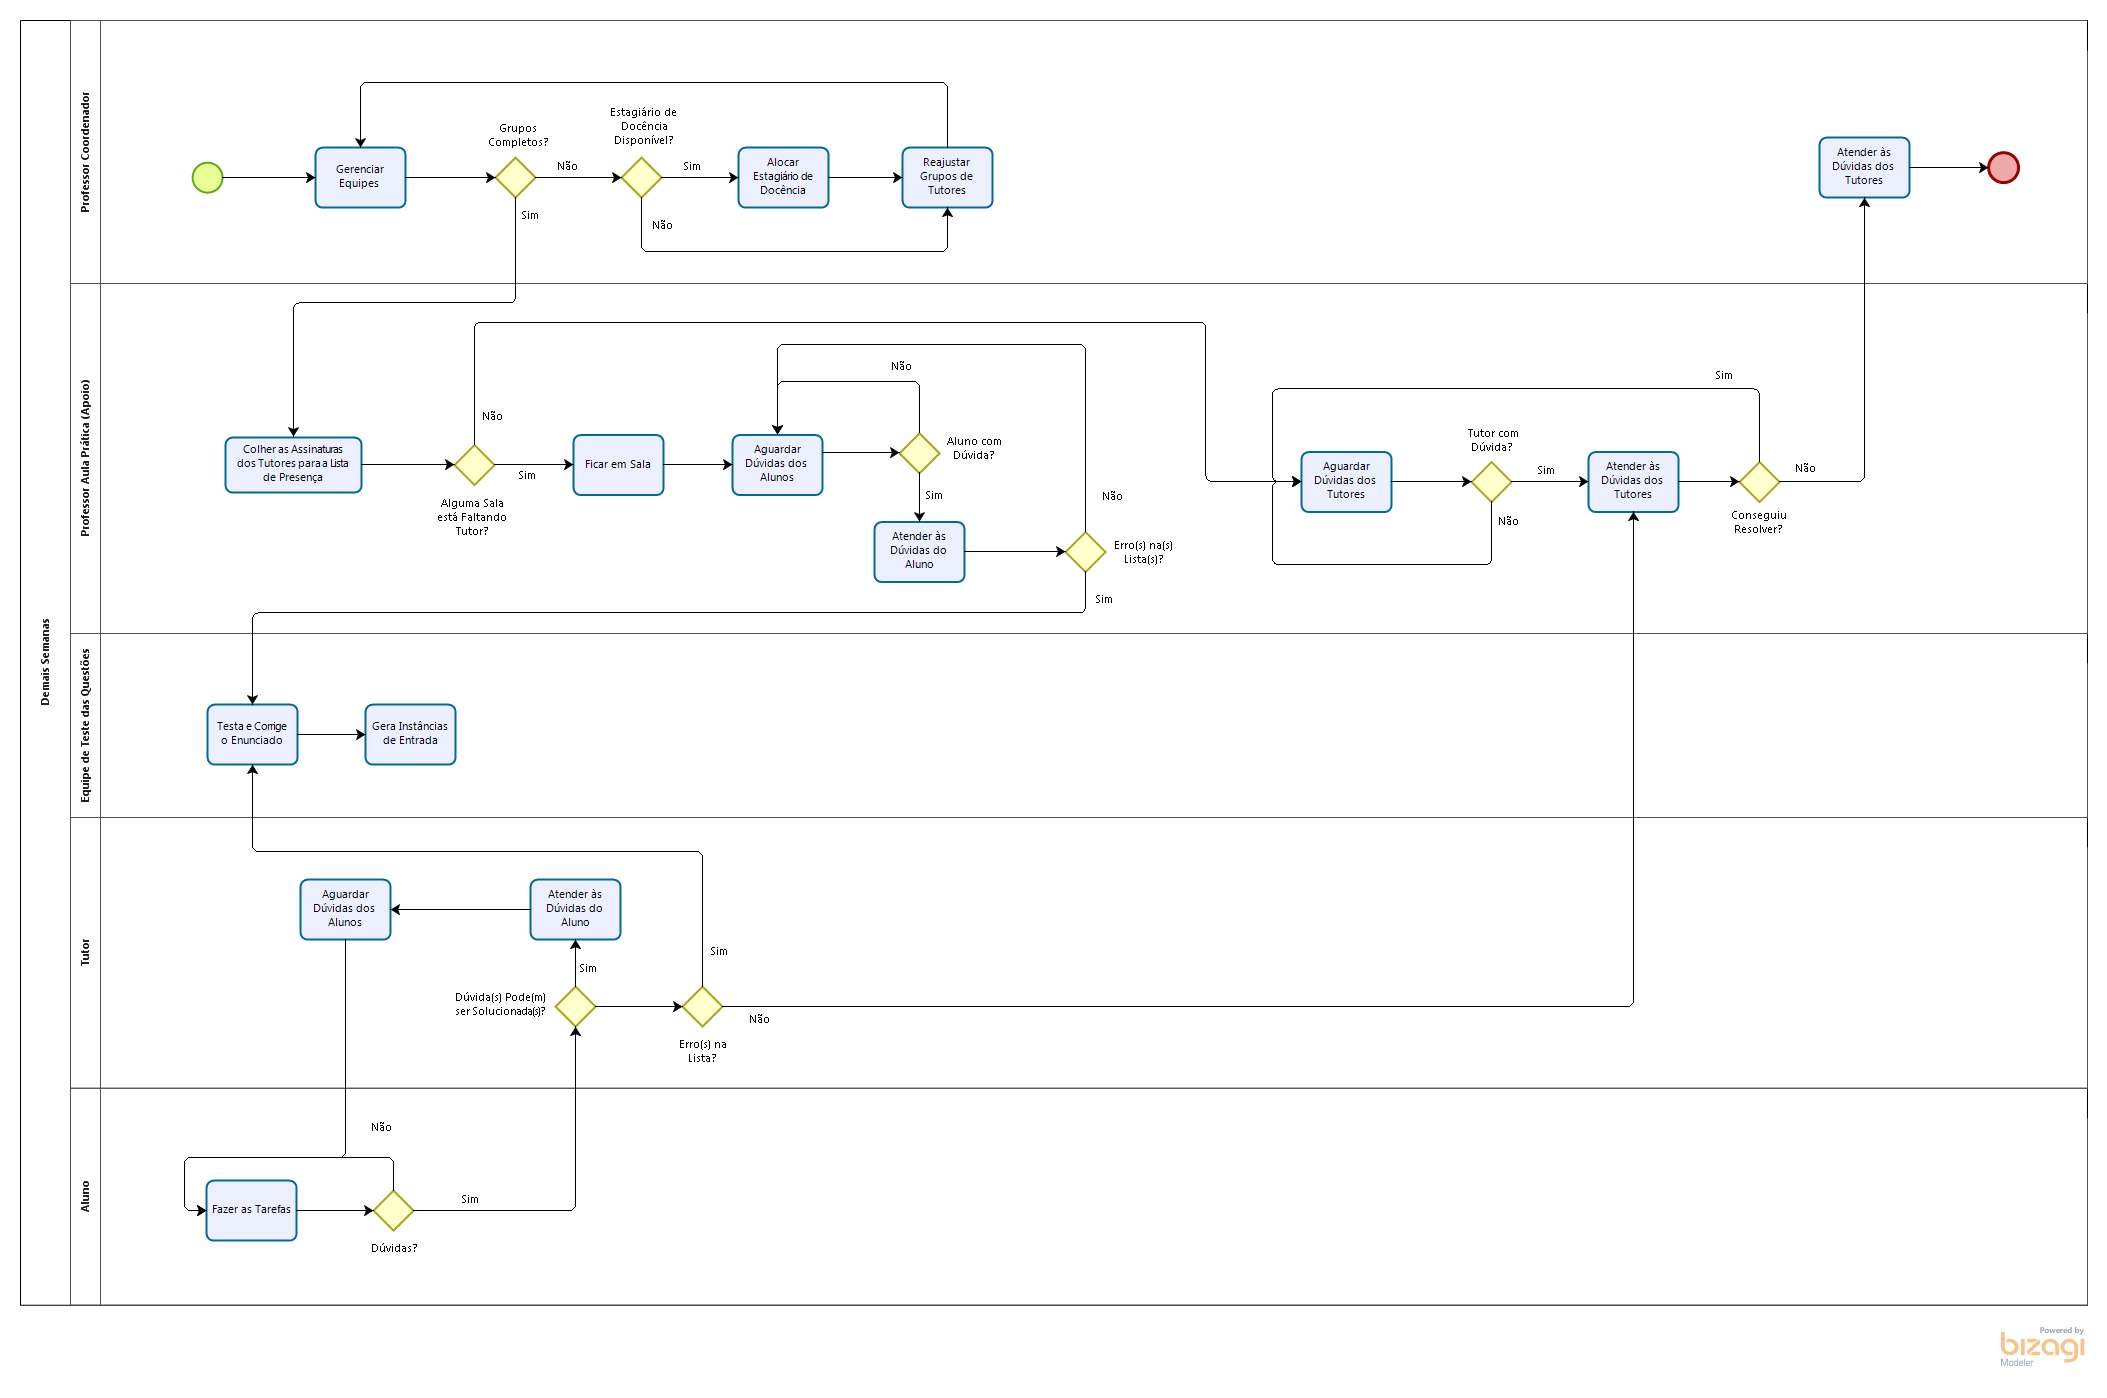 Demais Semanas
Professor Coordenador
Estagiário de
Docência
Disponível?
Grupos
Completos?
Gerenciar
Equipes
Não
Sim
Alocar
Estagiário de
Docência
Reajustar
Grupos de
Tutores
Sim
Não
Atender às
Dúvidas dos
Tutores
Professor Aula Prática (Apoio)
Colher as Assinaturas
dos Tutores para a Lista
de Presença
Não
Sim
Alguma Sala
está Faltando
Tutor?
Ficar em Sala
Aguardar
Dúvidas dos
Alunos
Não
Aluno com
Dúvida?
Sim
Atender às
Dúvidas do
Aluno
Não
Erro(s) na(s)
Lista(s)?
Sim
Aguardar
Dúvidas dos
Tutores
Tutor com
Dúvida?
Sim
Não
Atender às
Dúvidas dos
Tutores
Sim
Não
Conseguiu
Resolver?
Equipe de Teste das Questões
Testa e Corrige
o Enunciado
Gera Instâncias
de Entrada
Tutor
Aguardar
Dúvidas dos
Alunos
Atender às
Dúvidas do
Aluno
Sim
Dúvida(s) Pode(m)
ser Solucionada(s)?
Sim
Não
Erro(s) na
Lista?
Aluno
Não
Fazer as Tarefas
Sim
Dúvidas?
Powered by
bizagi
Modeler